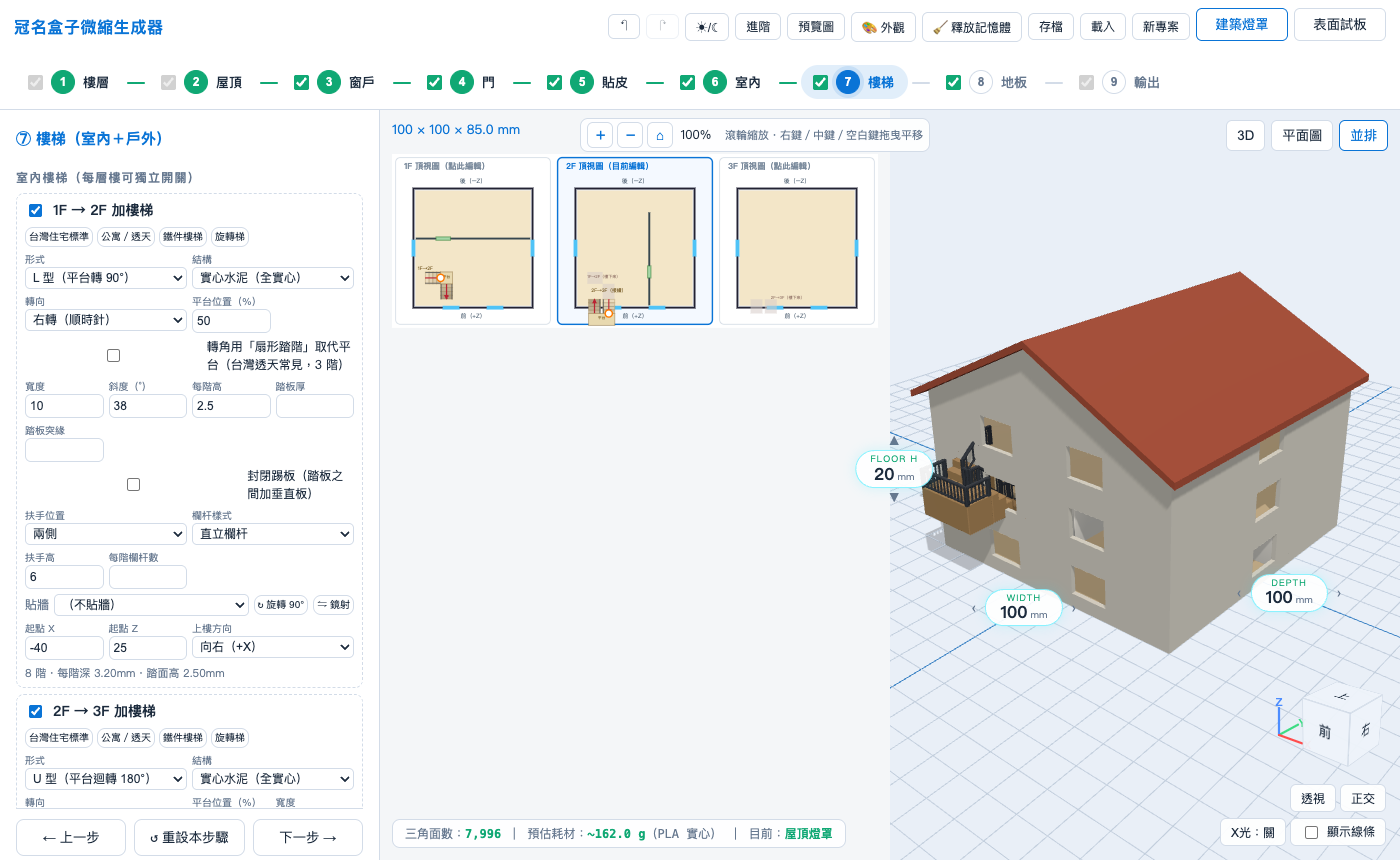 冠名盒子微縮生成器
☀/☾ 進階 預覽圖 🎨 外觀 🧹 釋放記憶體 存檔 載入 新專案 建築燈罩 表面試板
1 樓層 2 屋頂 3 窗戶 4 門 5 貼皮 6 室內 7 樓梯 8 地板 9 輸出
⑦ 樓梯（室內＋戶外）
室內樓梯（每層樓可獨立開關）
1F → 2F 加樓梯
台灣住宅標準 公寓 / 透天 鐵件樓梯 旋轉梯
形式 結構
L 型（平台轉 90°） 實心水泥（全實心）
轉向 平台位置（%）
右轉（順時針） 50
轉角用「扇形踏階」取代平
台（台灣透天常見，3 階）
寬度 斜度（°） 每階高 踏板厚
10 38 2.5
踏板突緣
封閉踢板（踏板之
間加垂直板）
扶手位置 欄杆樣式
兩側 直立欄杆
扶手高 每階欄杆數
6
貼牆 （不貼牆） ↻ 旋轉 90° ⇋ 鏡射
起點 X 起點 Z 上樓方向
-40 25 向右（+X）
8 階 · 每階深 3.20mm · 踏面高 2.50mm
2F → 3F 加樓梯
台灣住宅標準 公寓 / 透天 鐵件樓梯 旋轉梯
形式 結構
U 型（平台迴轉 180°） 實心水泥（全實心）
轉向 平台位置（%） 寬度
← 上一步 ↺ 重設本步驟 下一步 →
100 × 100 × 85.0 mm
+ − ⌂ 100% 滾輪縮放 · 右鍵 / 中鍵 / 空白鍵拖曳平移
3D 平面圖 並排
1F 頂視圖（點此編輯） 2F 頂視圖（目前編輯） 3F 頂視圖（點此編輯）
後（−Z） 後（−Z） 後（−Z）
1F→2F
前（+Z） 前（+Z） 前（+Z）
FLOOR H
20 mm
WIDTH
100 mm
DEPTH
100 mm
Z
前 右 上
透視 正交
X光：關 顯示線條
三角面數：7,996 | 預估耗材：~162.0 g (PLA 實心) | 目前：屋頂燈罩